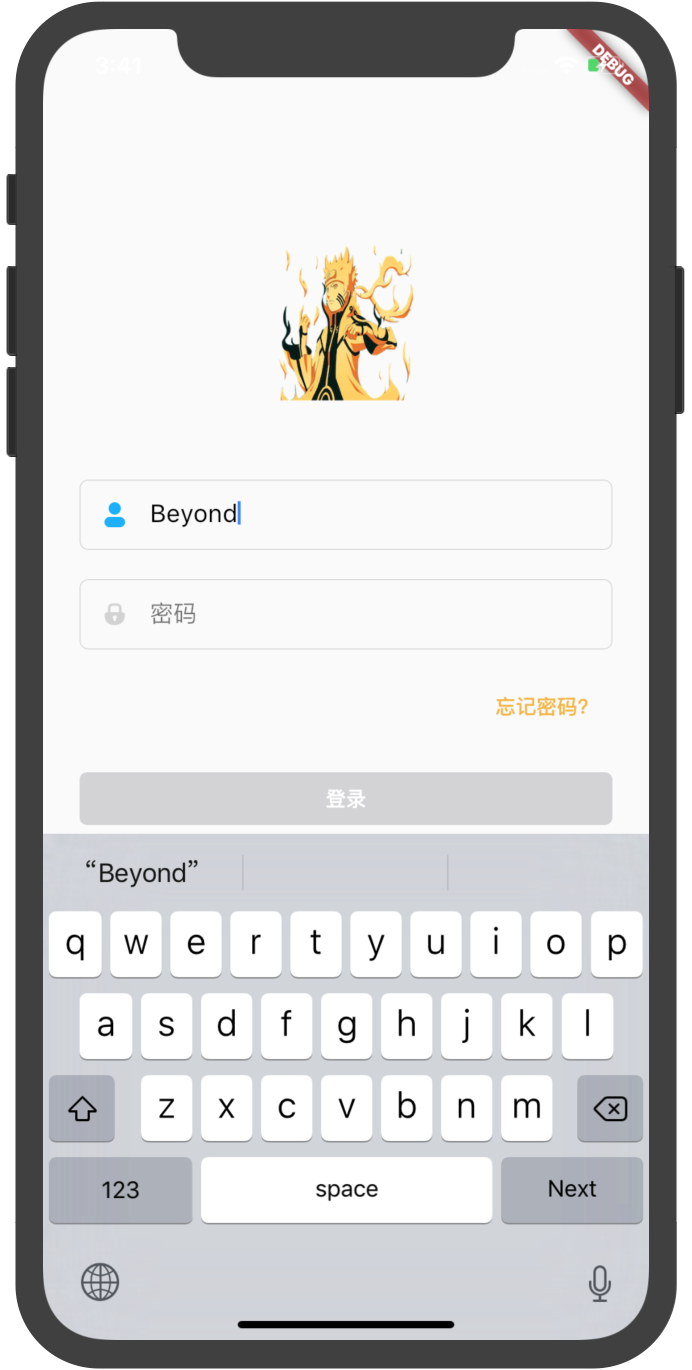 3:41
DEBUG
Beyond
密码
忘记密码?
登录
“Beyond”
q w e r t y u i o p
a s d f g h j k l
z x c v b n m
123 space Next